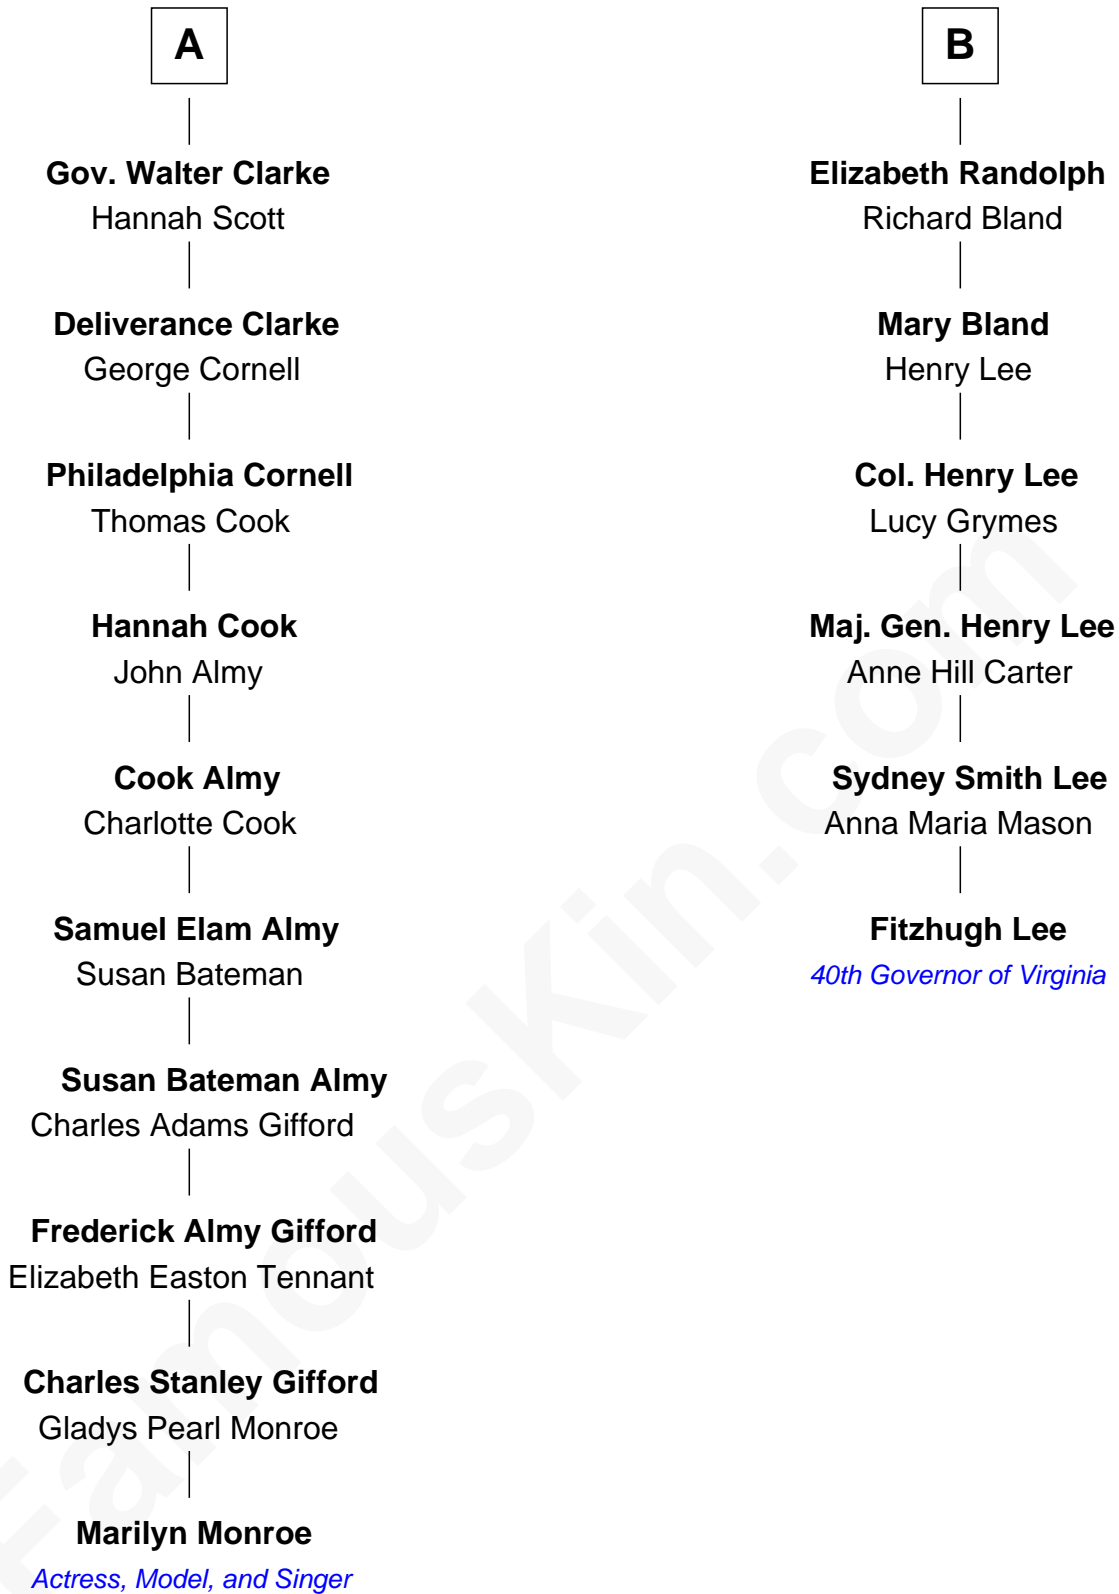 A
Gov. Walter Clarke
Hannah Scott
Deliverance Clarke
George Cornell
Philadelphia Cornell
Thomas Cook
Hannah Cook
John Almy
Cook Almy
Charlotte Cook
Samuel Elam Almy
Susan Bateman
Susan Bateman Almy
Charles Adams Gifford
Frederick Almy Gifford
Elizabeth Easton Tennant
Charles Stanley Gifford
Gladys Pearl Monroe
Marilyn Monroe
Actress, Model, and Singer
B
Elizabeth Randolph
Richard Bland
Mary Bland
Henry Lee
Col. Henry Lee
Lucy Grymes
Maj. Gen. Henry Lee
Anne Hill Carter
Sydney Smith Lee
Anna Maria Mason
Fitzhugh Lee
40th Governor of Virginia
FamousKin.com